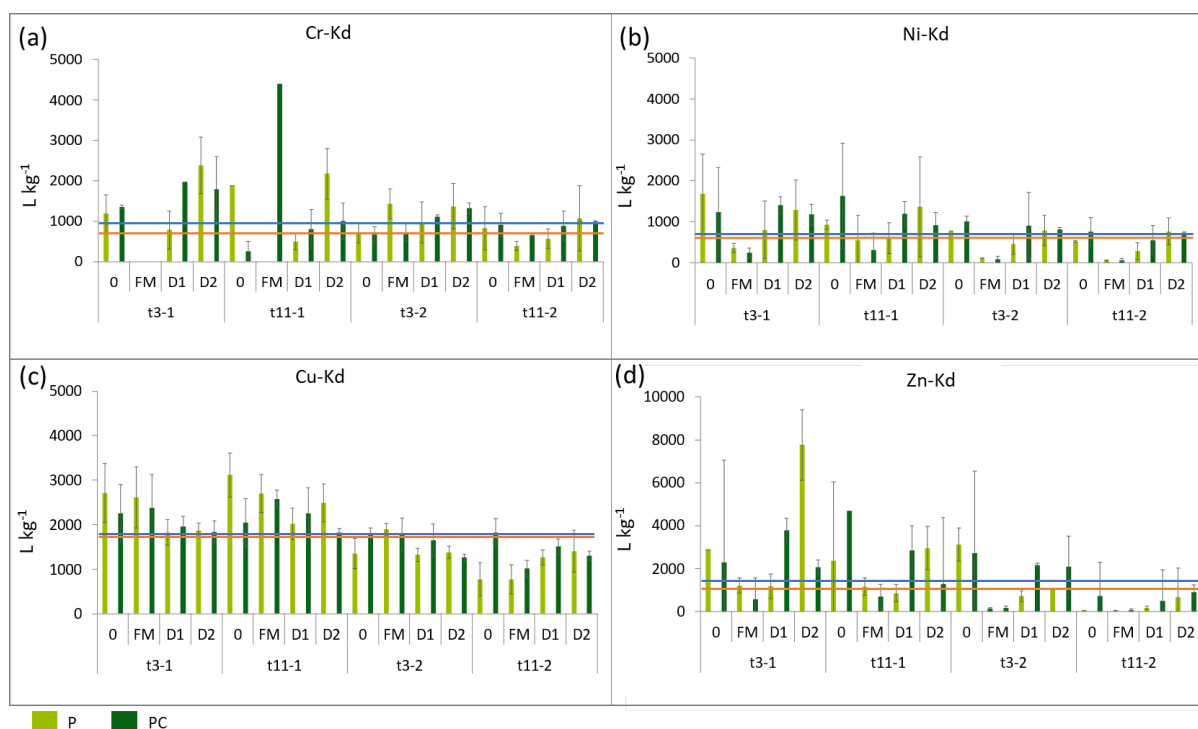 (a) Cr-Kd
L kg-1
5000
4000
3000
2000
1000
0
0 FM D1 D2 0 FM D1 D2 0 FM D1 D2 0 FM D1 D2
t3-1 t11-1 t3-2 t11-2
(b) Ni-Kd
L kg-1
5000
4000
3000
2000
1000
0
0 FM D1 D2 0 FM D1 D2 0 FM D1 D2 0 FM D1 D2
t3-1 t11-1 t3-2 t11-2
(c) Cu-Kd
L kg-1
5000
4000
3000
2000
1000
0
0 FM D1 D2 0 FM D1 D2 0 FM D1 D2 0 FM D1 D2
t3-1 t11-1 t3-2 t11-2
(d) Zn-Kd
L kg-1
10000
8000
6000
4000
2000
0
0 FM D1 D2 0 FM D1 D2 0 FM D1 D2 0 FM D1 D2
t3-1 t11-1 t3-2 t11-2
P PC